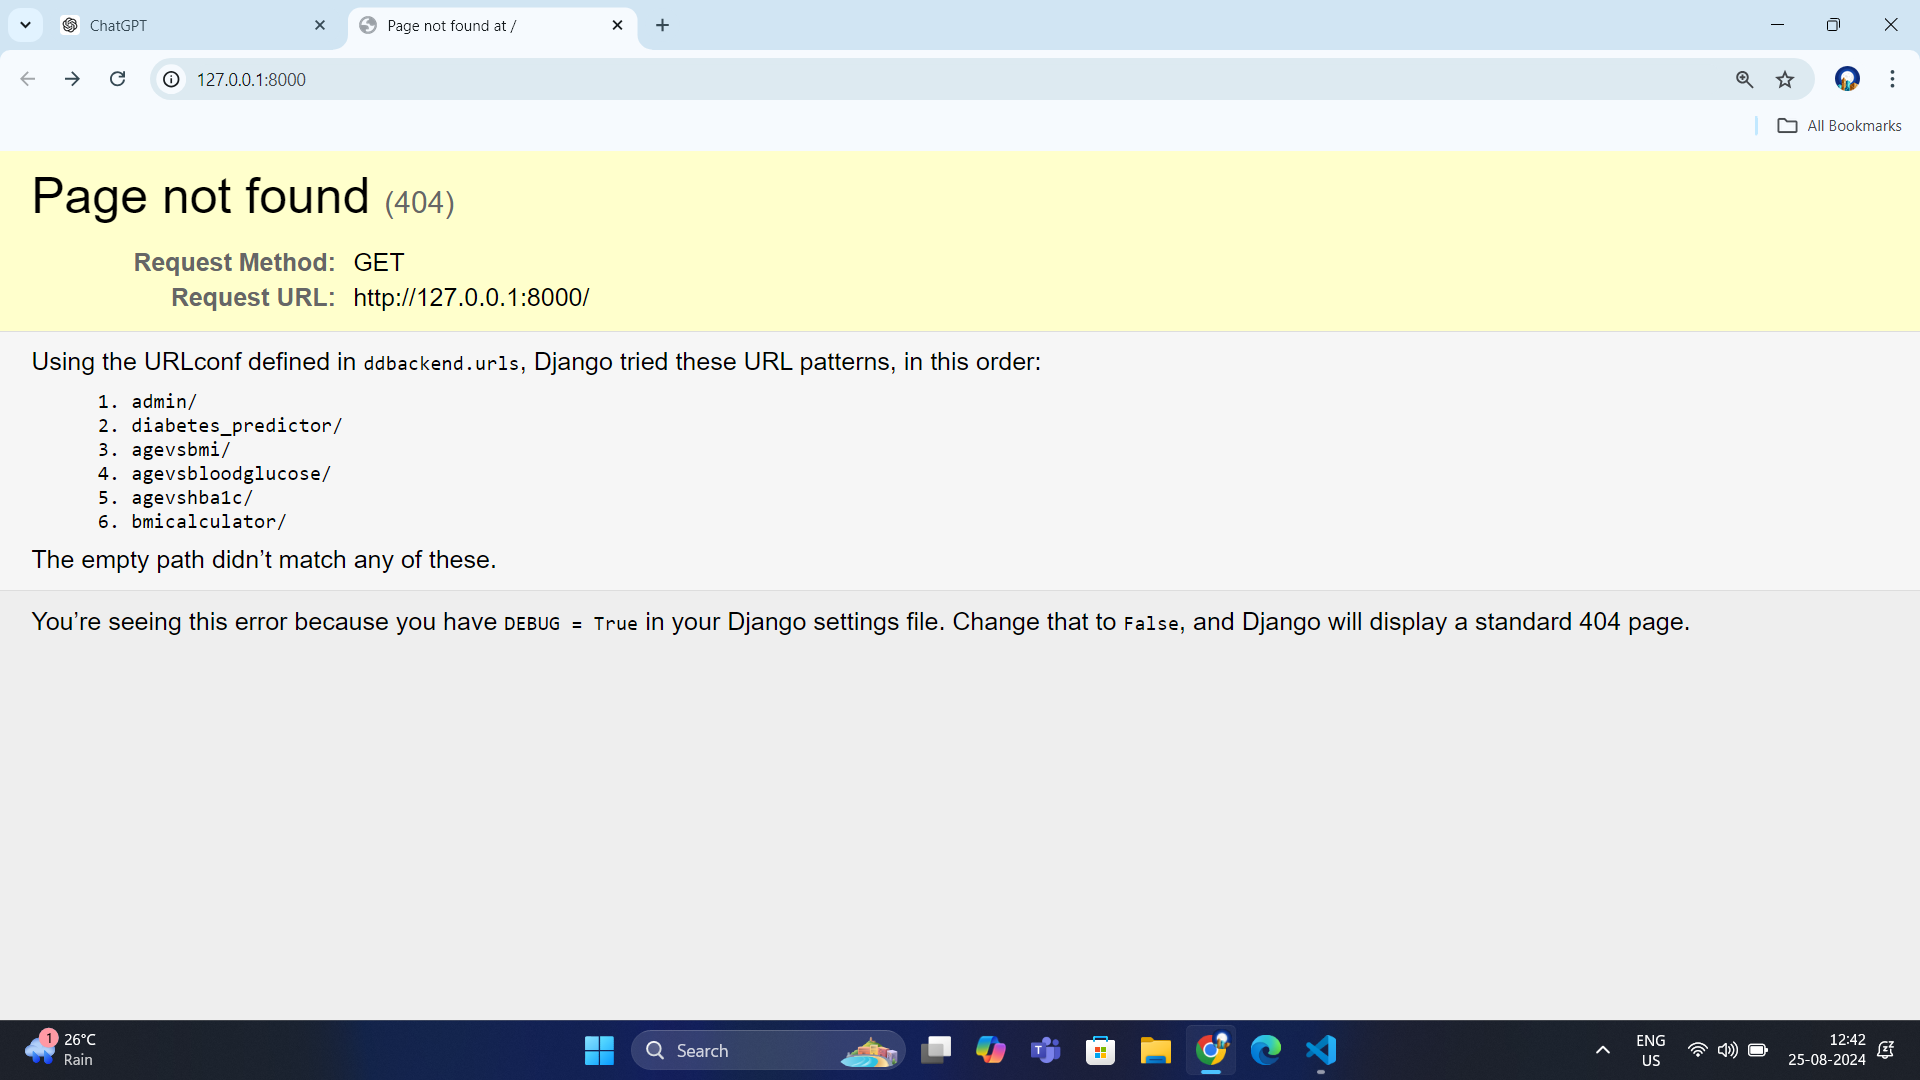 ChatGPT
Page not found at /
127.0.0.1:8000
All Bookmarks
Page not found (404)
Request Method: GET
Request URL: http://127.0.0.1:8000/
Using the URLconf defined in ddbackend.urls, Django tried these URL patterns, in this order:
1. admin/
2. diabetes_predictor/
3. agevsbmi/
4. agevsbloodglucose/
5. agevshba1c/
6. bmicalculator/
The empty path didn’t match any of these.
You’re seeing this error because you have DEBUG = True in your Django settings file. Change that to False, and Django will display a standard 404 page.
1
26°C
Rain
Search
ENG
US
12:42
25-08-2024